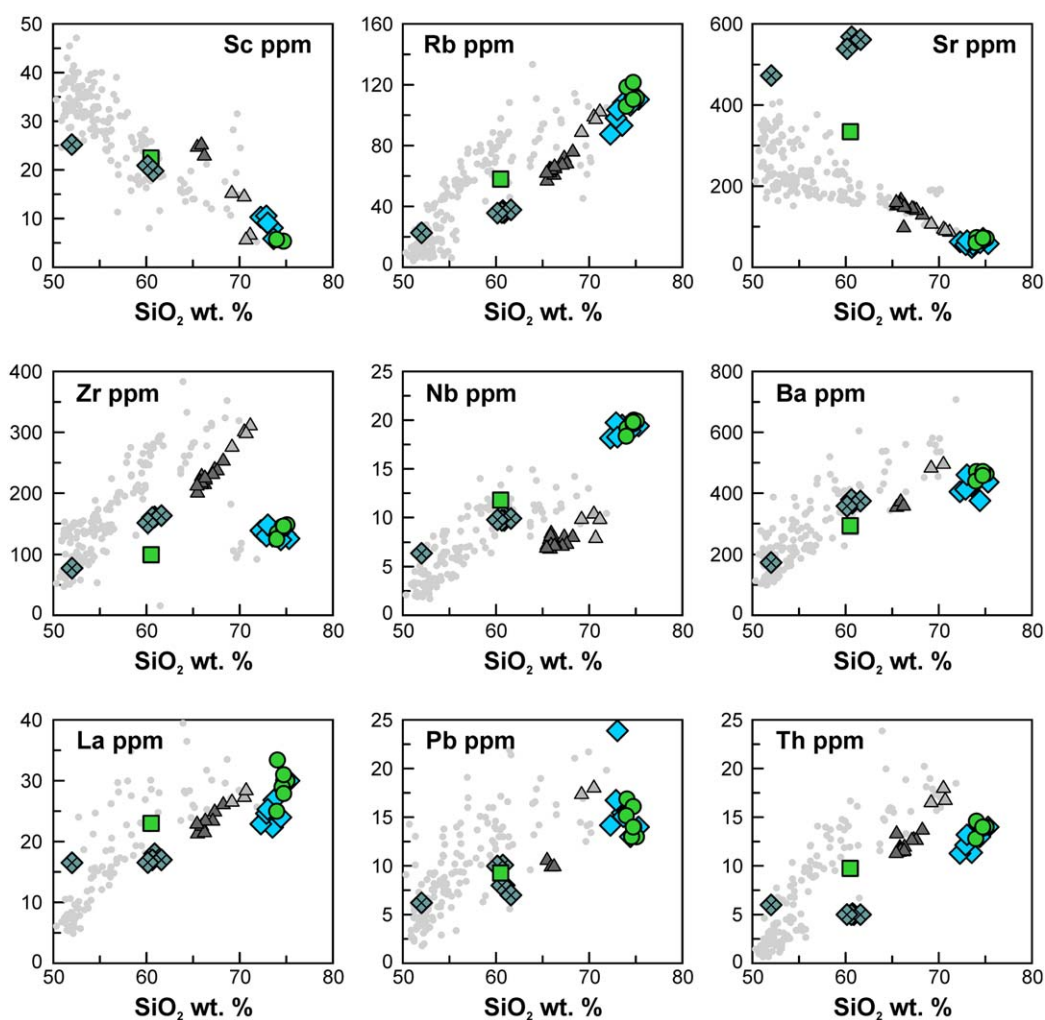 50
40
30
20
10
0
Sc ppm
50 60 70 80
SiO₂ wt. %
160
120
80
40
0
Rb ppm
50 60 70 80
SiO₂ wt. %
600
400
200
0
Sr ppm
50 60 70 80
SiO₂ wt. %
400
300
200
100
0
Zr ppm
50 60 70 80
SiO₂ wt. %
25
20
15
10
5
0
Nb ppm
50 60 70 80
SiO₂ wt. %
800
600
400
200
0
Ba ppm
50 60 70 80
SiO₂ wt. %
40
30
20
10
0
La ppm
50 60 70 80
SiO₂ wt. %
25
20
15
10
5
0
Pb ppm
50 60 70 80
SiO₂ wt. %
25
20
15
10
5
0
Th ppm
50 60 70 80
SiO₂ wt. %